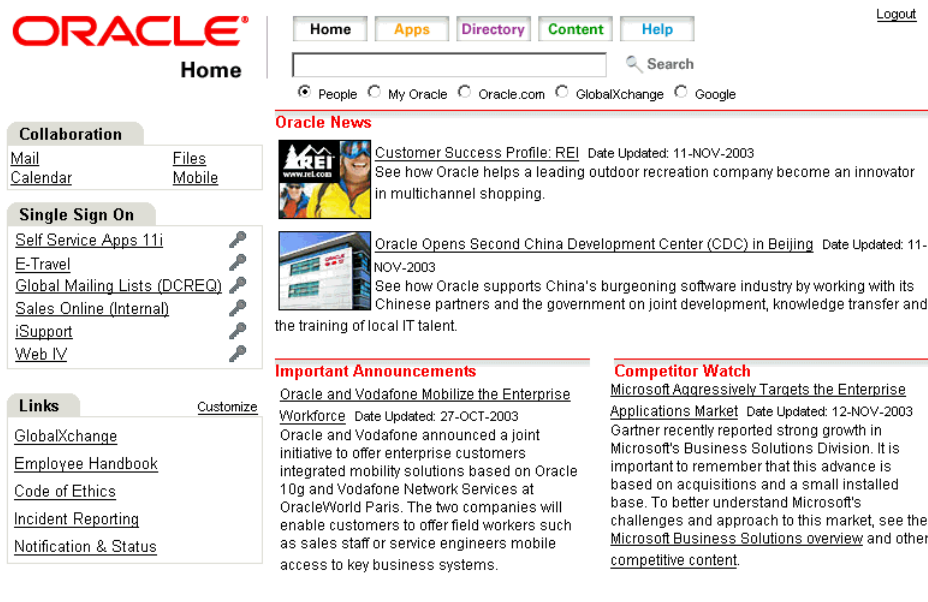 ORACLE
Home
Home Apps Directory Content Help
Logout
Search
People My Oracle Oracle.com GlobalXchange Google
Collaboration
Mail Files
Calendar Mobile
Single Sign On
Self Service Apps 11i
E-Travel
Global Mailing Lists (DCREQ)
Sales Online (Internal)
iSupport
Web IV
Links Customize
GlobalXchange
Employee Handbook
Code of Ethics
Incident Reporting
Notification & Status
Oracle News
REI
www.rei.com
Customer Success Profile: REI Date Updated: 11-NOV-2003
See how Oracle helps a leading outdoor recreation company become an innovator
in multichannel shopping.
ORACLE
Oracle Opens Second China Development Center (CDC) in Beijing Date Updated: 11-
NOV-2003
See how Oracle supports China's burgeoning software industry by working with its
Chinese partners and the government on joint development, knowledge transfer and
the training of local IT talent.
Important Announcements
Oracle and Vodafone Mobilize the Enterprise
Workforce Date Updated: 27-OCT-2003
Oracle and Vodafone announced a joint
initiative to offer enterprise customers
integrated mobility solutions based on Oracle
10g and Vodafone Network Services at
OracleWorld Paris. The two companies will
enable customers to offer field workers such
as sales staff or service engineers mobile
access to key business systems.
Competitor Watch
Microsoft Aggressively Targets the Enterprise
Applications Market Date Updated: 12-NOV-2003
Gartner recently reported strong growth in
Microsoft's Business Solutions Division. It is
important to remember that this advance is
based on acquisitions and a small installed
base. To better understand Microsoft's
challenges and approach to this market, see the
Microsoft Business Solutions overview and other
competitive content.